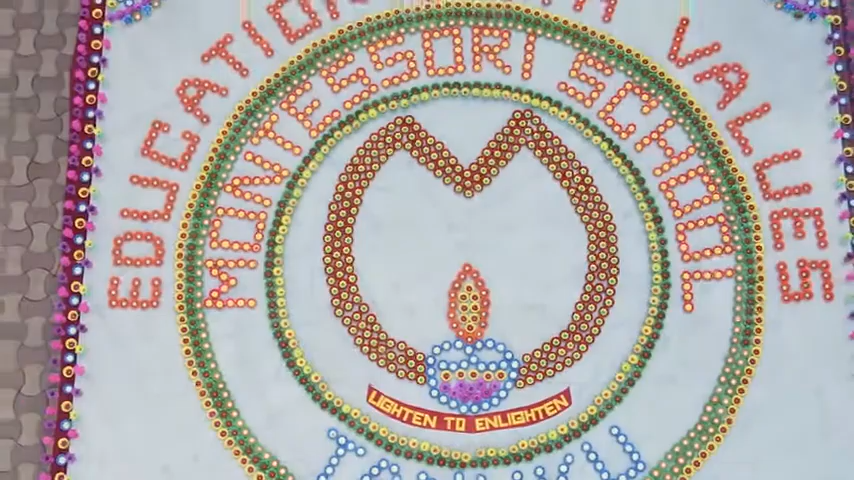 EDUCATION VALUES
MONTESSORI SCHOOL
LIGHTEN TO ENLIGHTEN